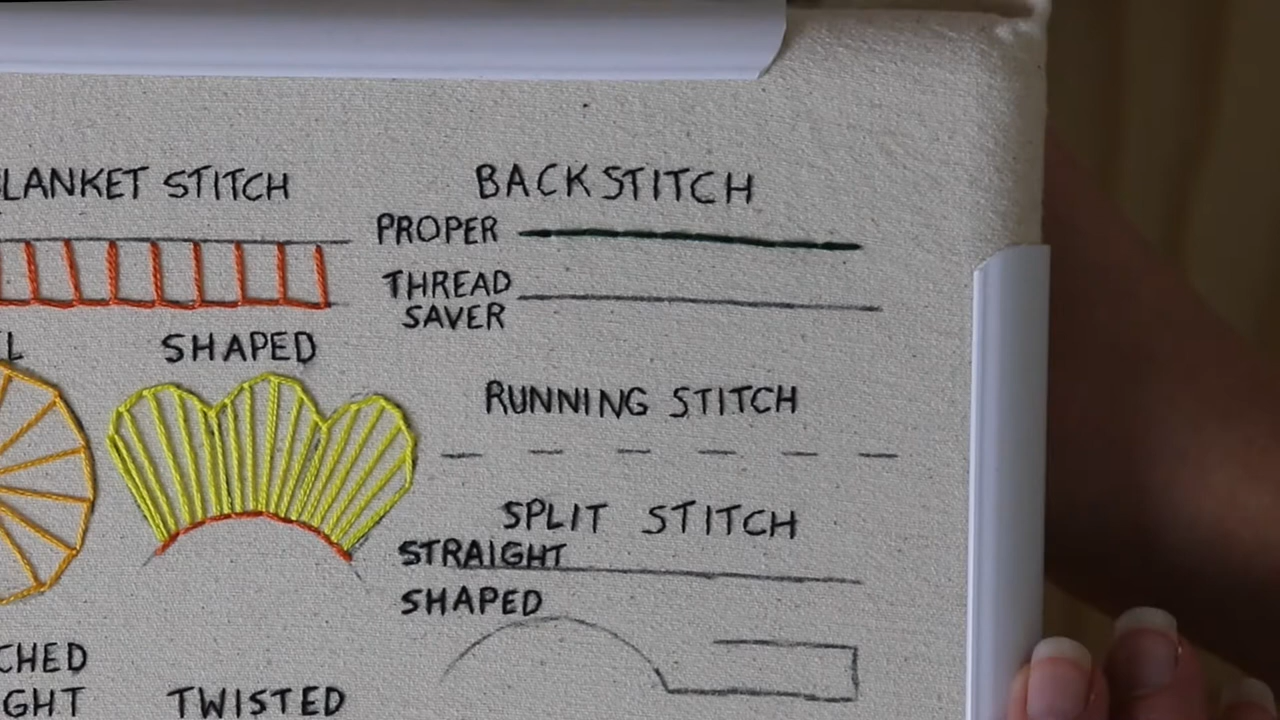 LANKET STITCH
BACKSTITCH
PROPER
THREAD
SAVER
L
SHAPED
RUNNING STITCH
SPLIT STITCH
STRAIGHT
SHAPED
CHED
GHT
TWISTED